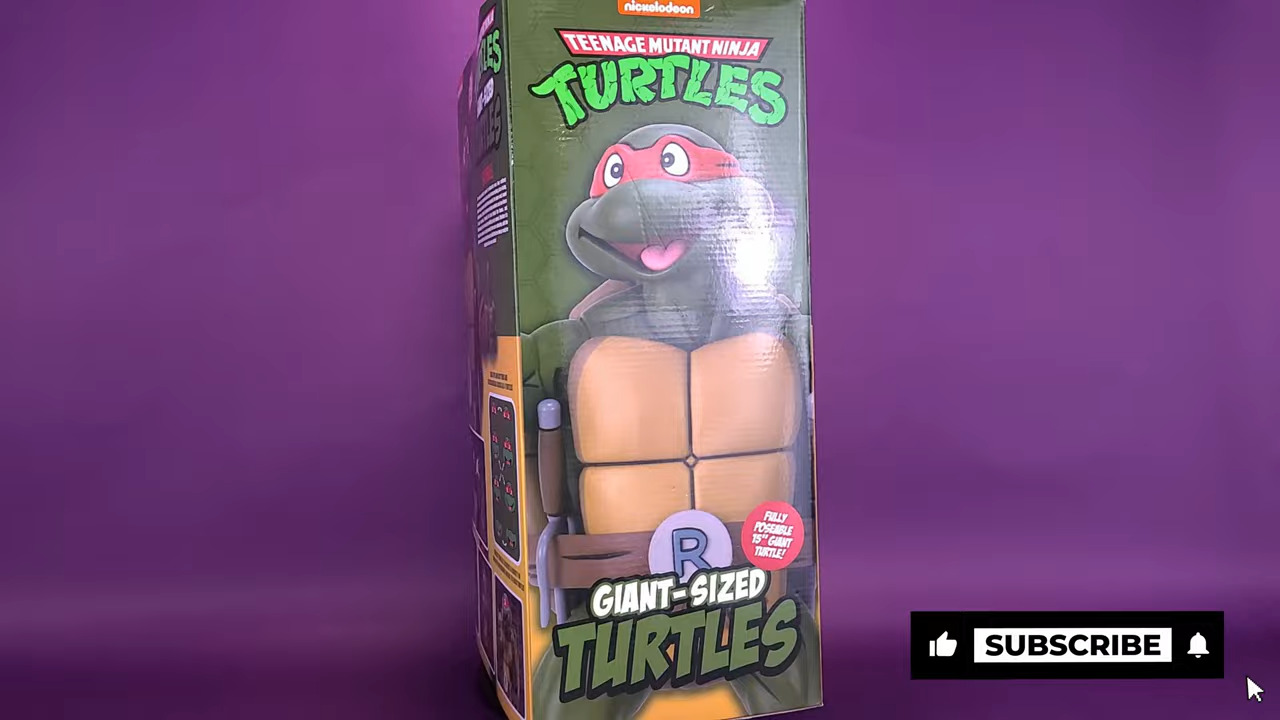 nickelodeon
TEENAGE MUTANT NINJA
TURTLES
R
FULLY
POSEABLE
15" GIANT
TURTLE!
GIANT-SIZED
TURTLES
SUBSCRIBE